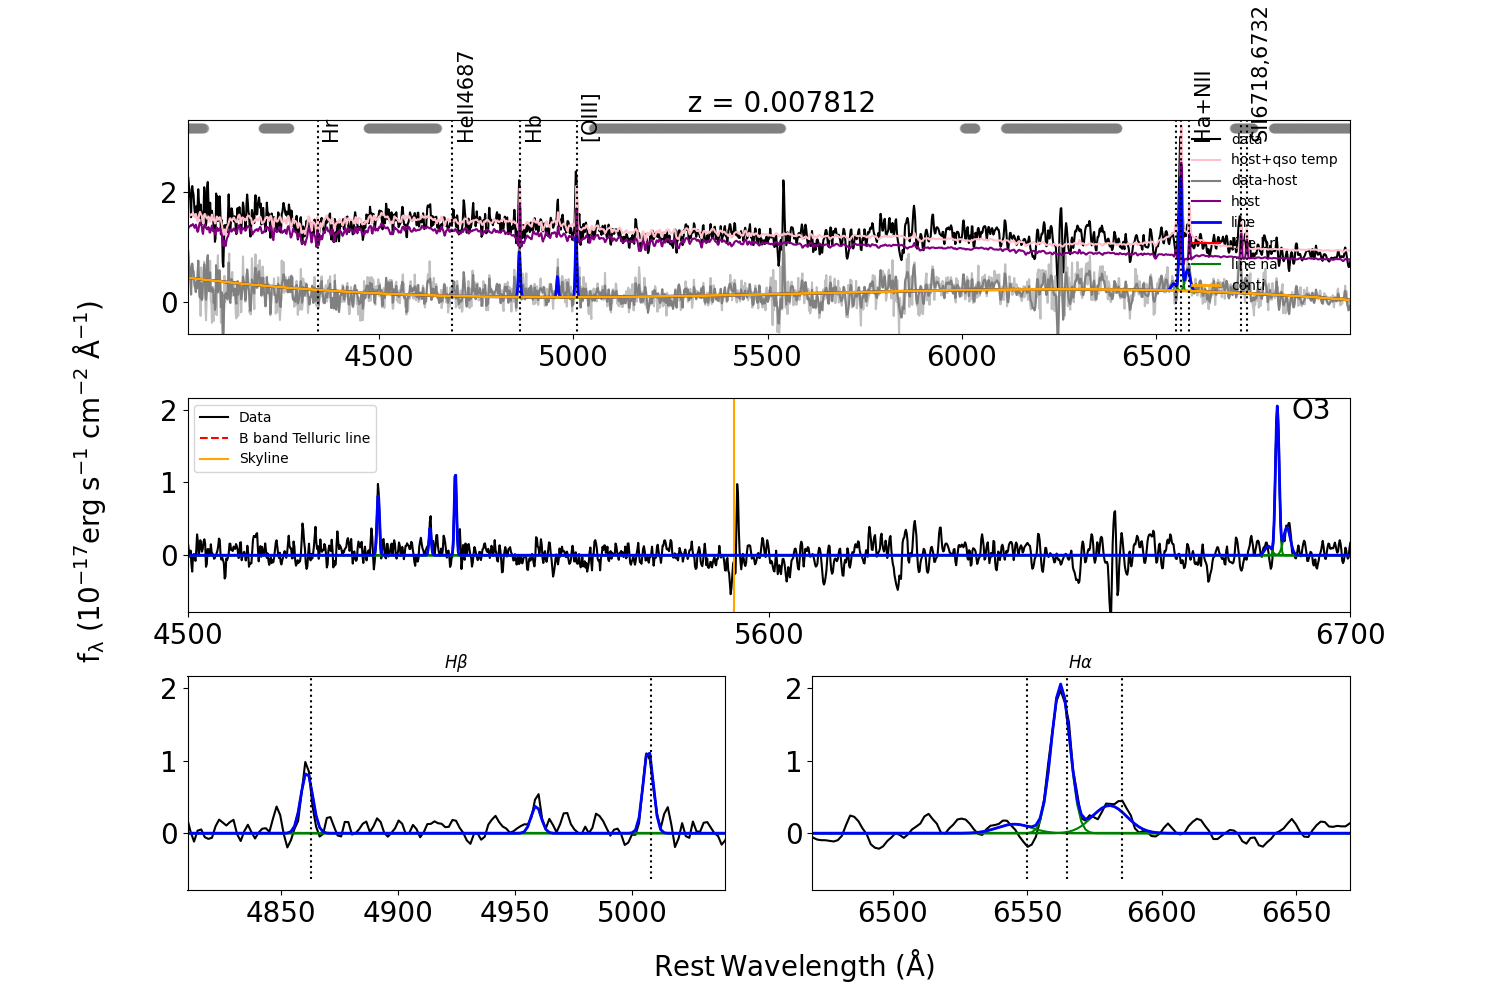 z = 0.007812
Hr
HeII4687
Hb
[OIII]
Ha+NII
SII6718,6732
data
host+qso temp
data-host
host
line
line na
conti
2
0
4500
5000
5500
6000
6500
fλ (10−17erg s−1 cm−2 Å−1)
Data
B band Telluric line
Skyline
O3
2
1
0
4500
5600
6700
Hβ
2
1
0
4850
4900
4950
5000
Hα
2
1
0
6500
6550
6600
6650
Rest Wavelength (Å)